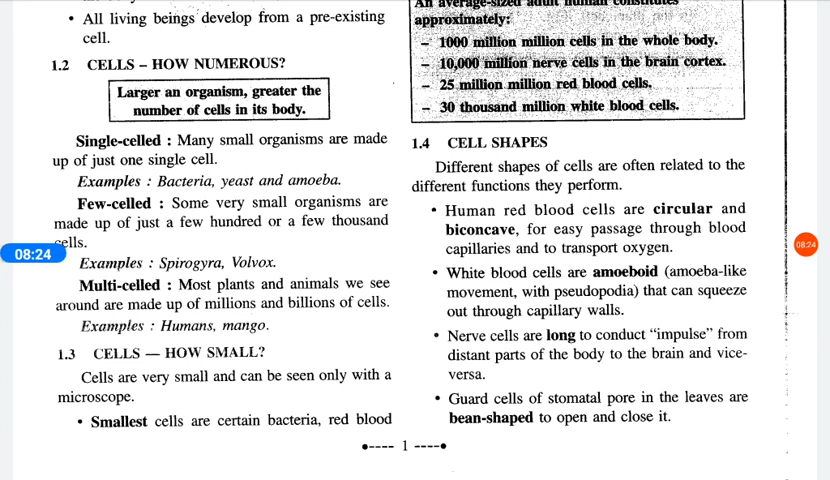 • All living beings develop from a pre-existing
cell.
1.2 CELLS – HOW NUMEROUS?
Larger an organism, greater the
number of cells in its body.
Single-celled : Many small organisms are made
up of just one single cell.
Examples : Bacteria, yeast and amoeba.
Few-celled : Some very small organisms are
made up of just a few hundred or a few thousand
cells.
08:24
Examples : Spirogyra, Volvox.
Multi-celled : Most plants and animals we see
around are made up of millions and billions of cells.
Examples : Humans, mango.
1.3 CELLS — HOW SMALL?
Cells are very small and can be seen only with a
microscope.
• Smallest cells are certain bacteria, red blood
An average-sized adult human constitutes
approximately:
– 1000 million million cells in the whole body.
– 10,000 million nerve cells in the brain cortex.
– 25 million million red blood cells.
– 30 thousand million white blood cells.
1.4 CELL SHAPES
Different shapes of cells are often related to the
different functions they perform.
• Human red blood cells are circular and
biconcave, for easy passage through blood
capillaries and to transport oxygen.
• White blood cells are amoeboid (amoeba-like
movement, with pseudopodia) that can squeeze
out through capillary walls.
• Nerve cells are long to conduct “impulse” from
distant parts of the body to the brain and vice-
versa.
• Guard cells of stomatal pore in the leaves are
bean-shaped to open and close it.
08:24
•---- 1 ----•